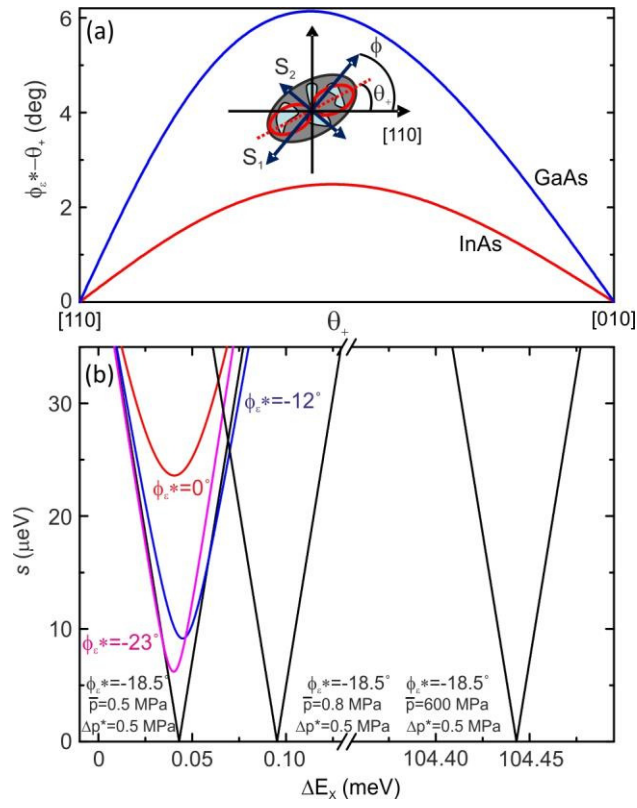 (a)
6
4
2
0
ϕε*−θ+ (deg)
S2
ϕ
θ+
[110]
S1
GaAs
InAs
[110]
θ+
[010]
(b)
30
20
10
0
s (μeV)
ϕε*=-12°
ϕε*=0°
ϕε*=-23°
ϕε*=-18.5°
p̅=0.5 MPa
Δp*=0.5 MPa
ϕε*=-18.5°
p̅=0.8 MPa
Δp*=0.5 MPa
ϕε*=-18.5°
p̅=600 MPa
Δp*=0.5 MPa
0
0.05
0.10
104.40
104.45
ΔEx (meV)